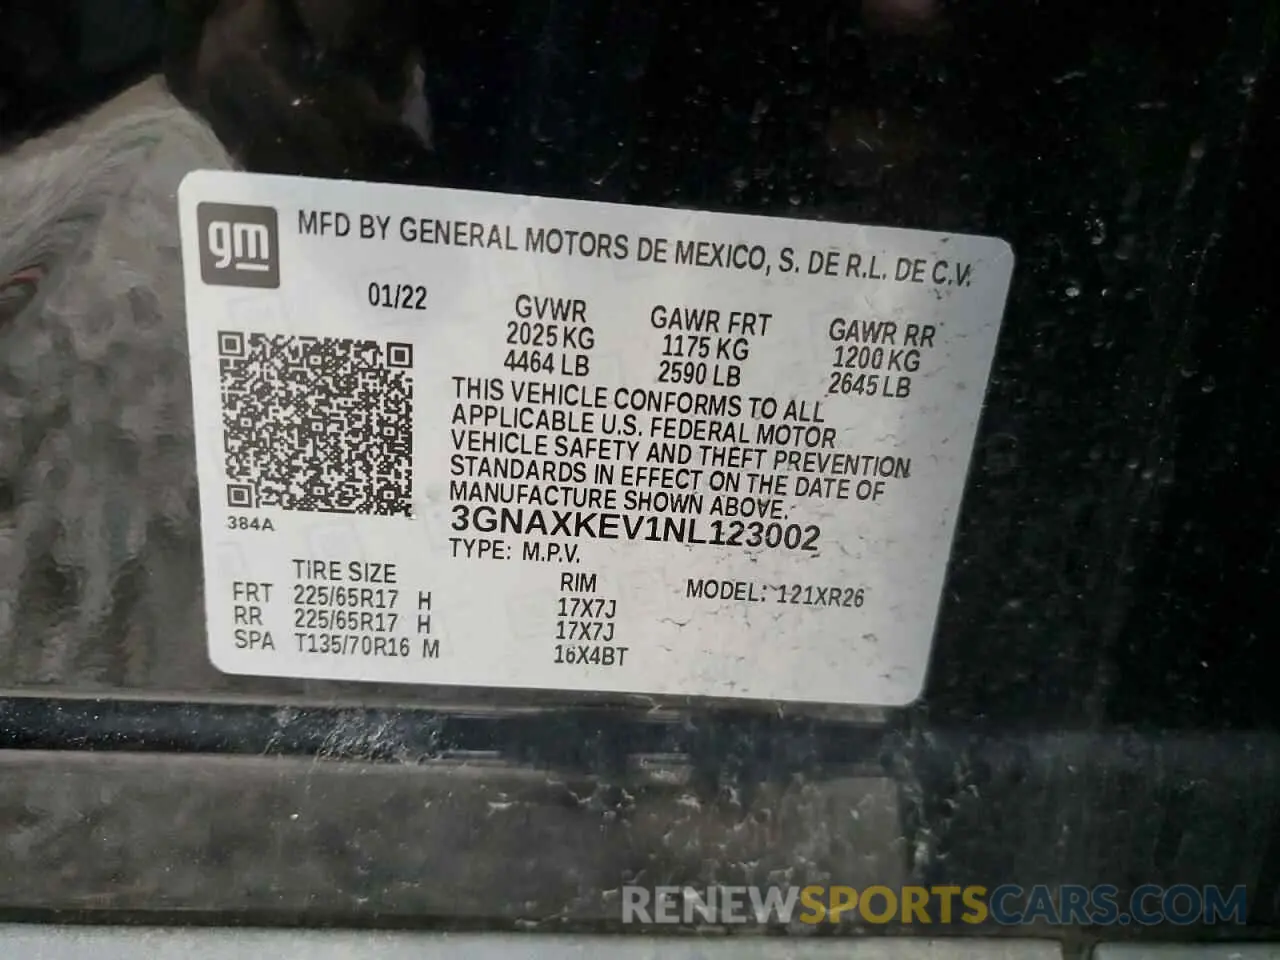 gm
MFD BY GENERAL MOTORS DE MEXICO, S. DE R.L. DE C.V.
01/22
GVWR GAWR FRT GAWR RR
2025 KG 1175 KG 1200 KG
4464 LB 2590 LB 2645 LB
THIS VEHICLE CONFORMS TO ALL
APPLICABLE U.S. FEDERAL MOTOR
VEHICLE SAFETY AND THEFT PREVENTION
STANDARDS IN EFFECT ON THE DATE OF
MANUFACTURE SHOWN ABOVE.
384A
3GNAXKEV1NL123002
TYPE: M.P.V.
TIRE SIZE RIM MODEL: 121XR26
FRT 225/65R17 H 17X7J
RR 225/65R17 H 17X7J
SPA T135/70R16 M 16X4BT
RENEWSPORTSCARS.COM